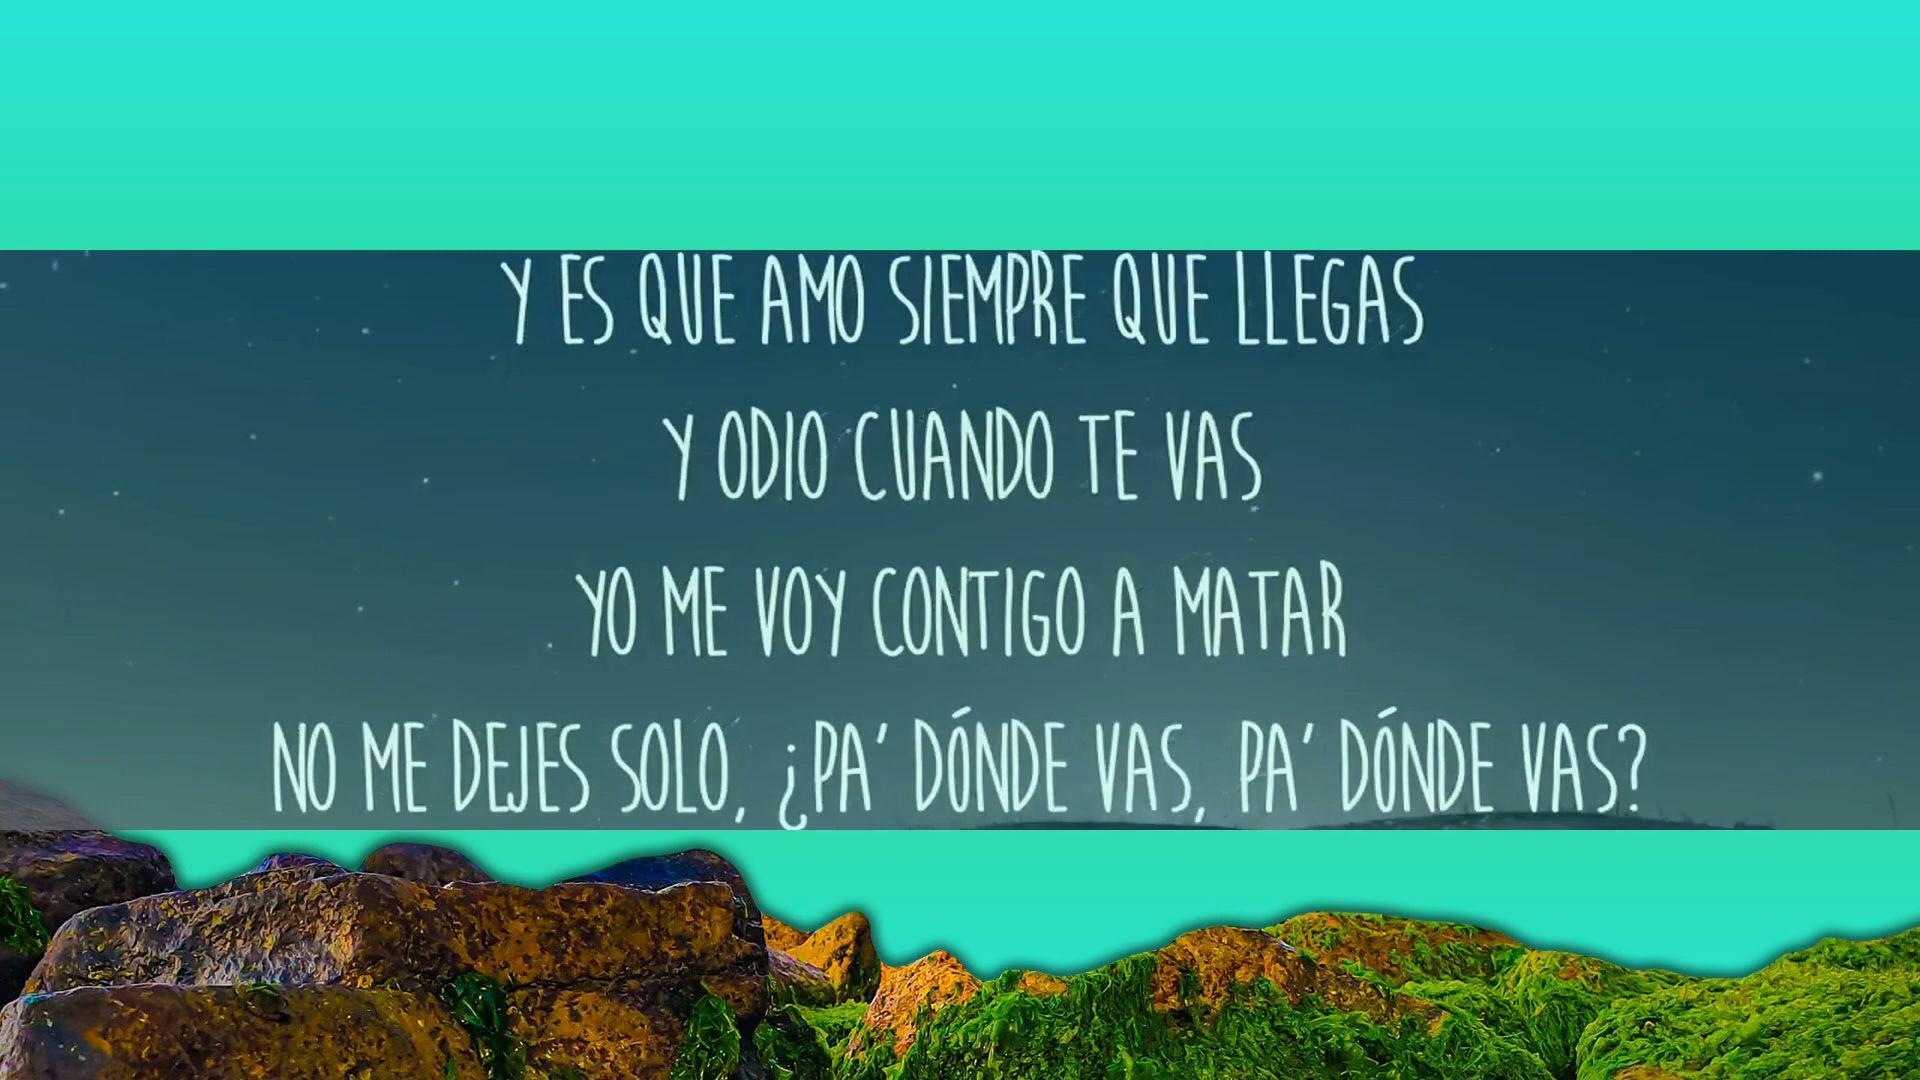 Y ES QUE AMO SIEMPRE QUE LLEGAS
Y ODIO CUANDO TE VAS
YO ME VOY CONTIGO A MATAR
NO ME DEJES SOLO, ¿PA' DÓNDE VAS, PA' DÓNDE VAS?